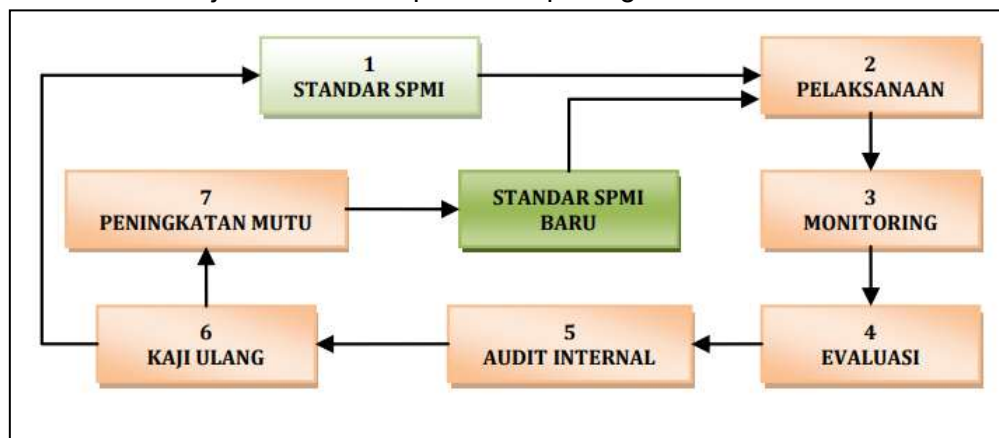 1
STANDAR SPMI
2
PELAKSANAAN
7
PENINGKATAN MUTU
STANDAR SPMI
BARU
3
MONITORING
6
KAJI ULANG
5
AUDIT INTERNAL
4
EVALUASI